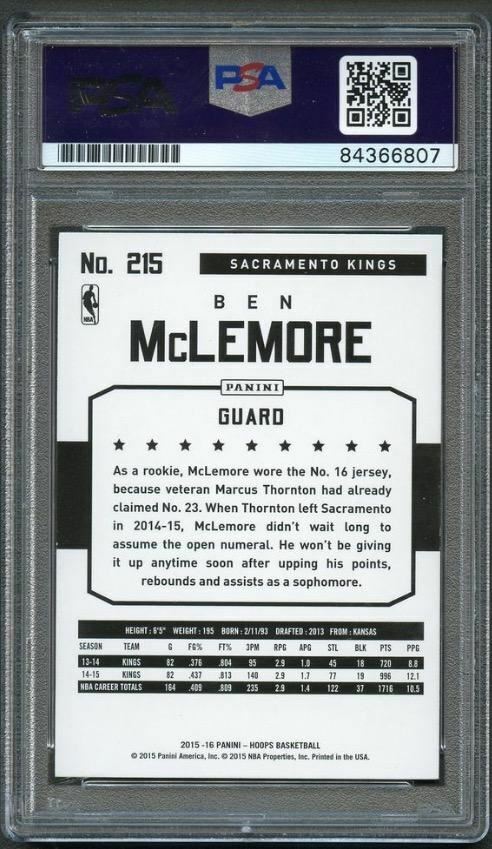 PSA PSA
84366807
No. 215 SACRAMENTO KINGS
NBA
BEN
McLEMORE
PANINI
GUARD
As a rookie, McLemore wore the No. 16 jersey,
because veteran Marcus Thornton had already
claimed No. 23. When Thornton left Sacramento
in 2014-15, McLemore didn't wait long to
assume the open numeral. He won't be giving
it up anytime soon after upping his points,
rebounds and assists as a sophomore.
HEIGHT: 6'5" WEIGHT: 195 BORN: 2/11/93 DRAFTED: 2013 FROM: KANSAS
SEASON TEAM G FG% FT% 3PM RPG APG STL BLK PTS PPG
13-14 KINGS 82 .376 .804 95 2.9 1.0 45 18 720 8.8
14-15 KINGS 82 .437 .813 140 2.9 1.7 77 19 996 12.1
NBA CAREER TOTALS 164 .409 .809 235 2.9 1.4 122 37 1716 10.5
2015 -16 PANINI – HOOPS BASKETBALL
© 2015 Panini America, Inc. © 2015 NBA Properties, Inc. Printed in the USA.